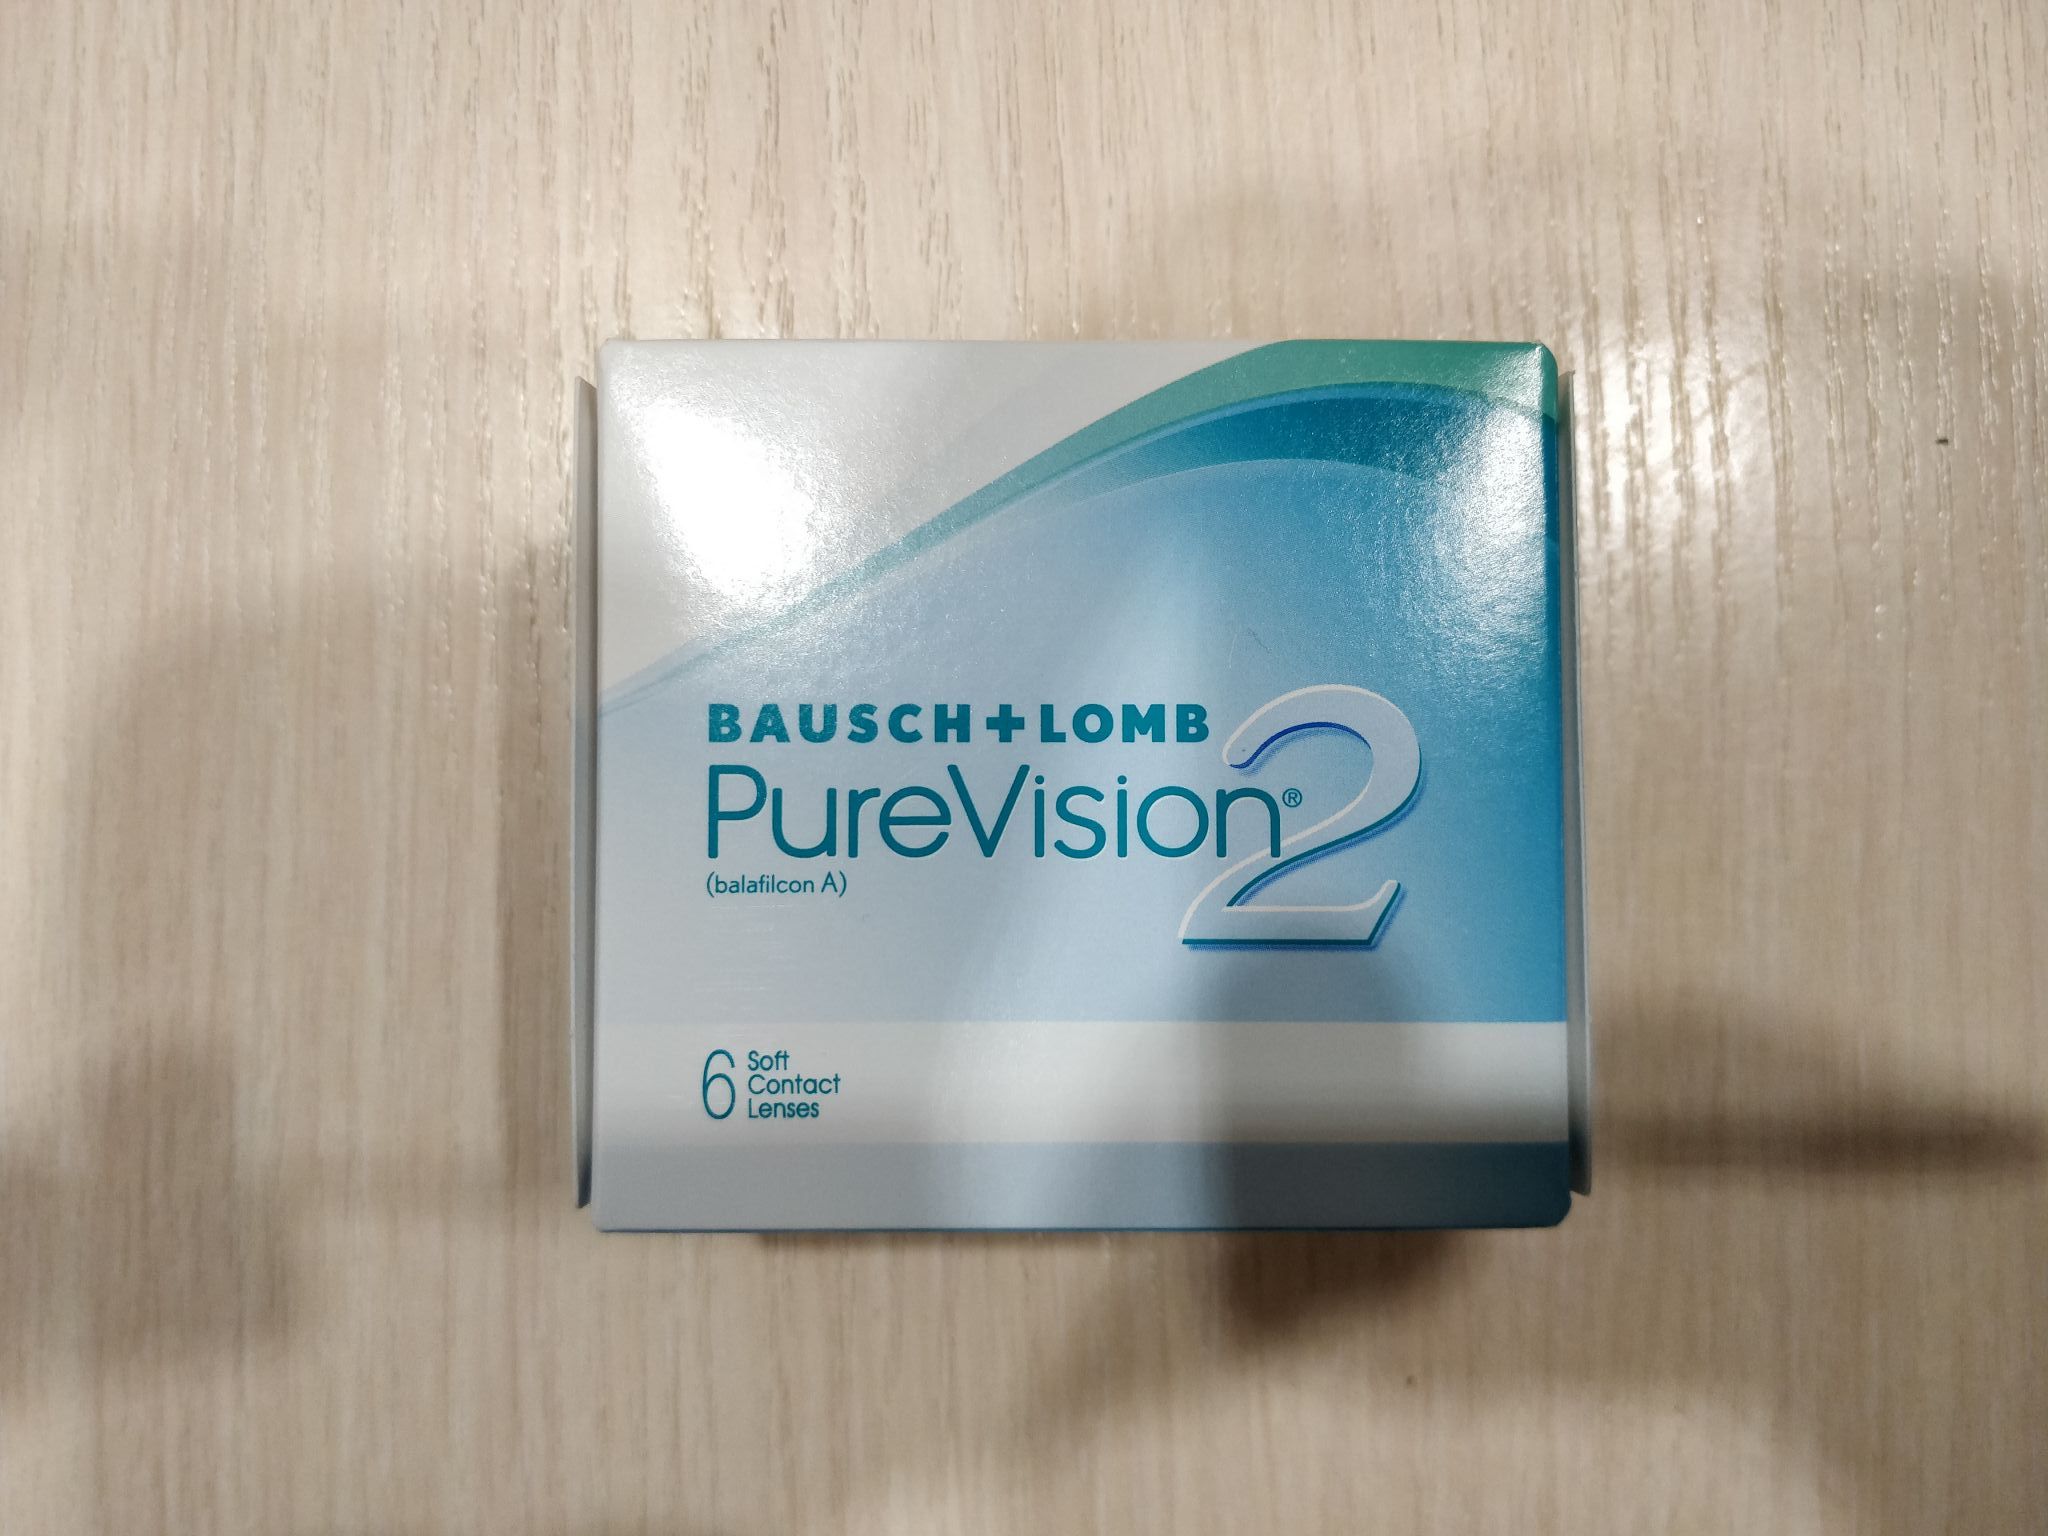 BAUSCH+LOMB
PureVision®2
(balafilcon A)
6 Soft
Contact
Lenses